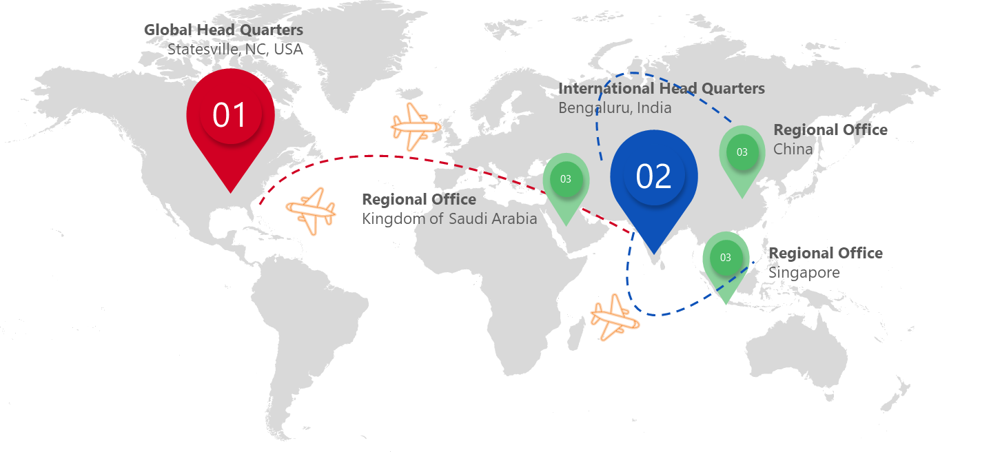 Global Head Quarters
Statesville, NC, USA
01
International Head Quarters
Bengaluru, India
02
Regional Office
China
03
Regional Office
Kingdom of Saudi Arabia
03
Regional Office
Singapore
03